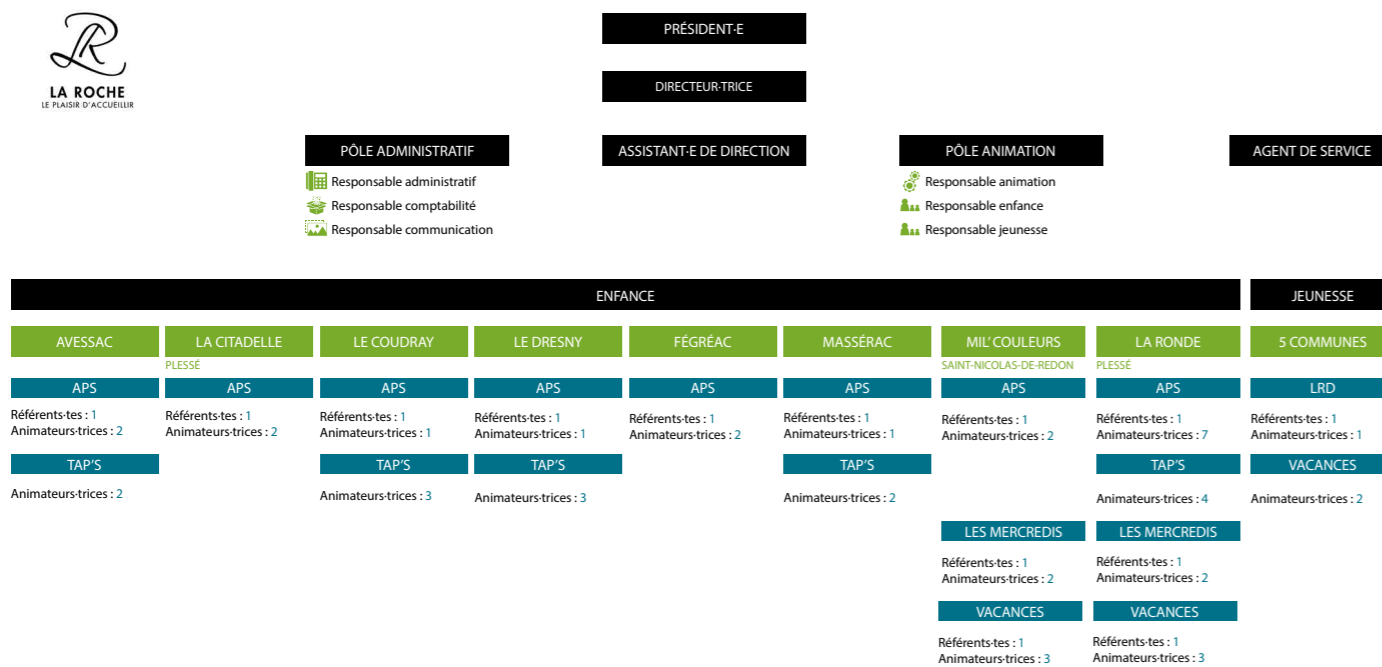 LR
LA ROCHE
LE PLAISIR D'ACCUEILLIR
PRÉSIDENT·E
DIRECTEUR·TRICE
PÔLE ADMINISTRATIF
Responsable administratif
Responsable comptabilité
Responsable communication
ASSISTANT·E DE DIRECTION
PÔLE ANIMATION
Responsable animation
Responsable enfance
Responsable jeunesse
AGENT DE SERVICE
ENFANCE
AVESSAC
APS
Référents·tes : 1
Animateurs·trices : 2
TAP'S
Animateurs·trices : 2
LA CITADELLE
PLESSÉ
APS
Référents·tes : 1
Animateurs·trices : 2
LE COUDRAY
APS
Référents·tes : 1
Animateurs·trices : 1
TAP'S
Animateurs·trices : 3
LE DRESNY
APS
Référents·tes : 1
Animateurs·trices : 1
TAP'S
Animateurs·trices : 3
FÉGRÉAC
APS
Référents·tes : 1
Animateurs·trices : 2
MASSÉRAC
APS
Référents·tes : 1
Animateurs·trices : 1
TAP'S
Animateurs·trices : 2
MIL' COULEURS
SAINT-NICOLAS-DE-REDON
APS
Référents·tes : 1
Animateurs·trices : 2
LES MERCREDIS
Référents·tes : 1
Animateurs·trices : 2
VACANCES
Référents·tes : 1
Animateurs·trices : 3
LA RONDE
PLESSÉ
APS
Référents·tes : 1
Animateurs·trices : 7
TAP'S
Animateurs·trices : 4
LES MERCREDIS
Référents·tes : 1
Animateurs·trices : 2
VACANCES
Référents·tes : 1
Animateurs·trices : 3
JEUNESSE
5 COMMUNES
LRD
Référents·tes : 1
Animateurs·trices : 1
VACANCES
Animateurs·trices : 2